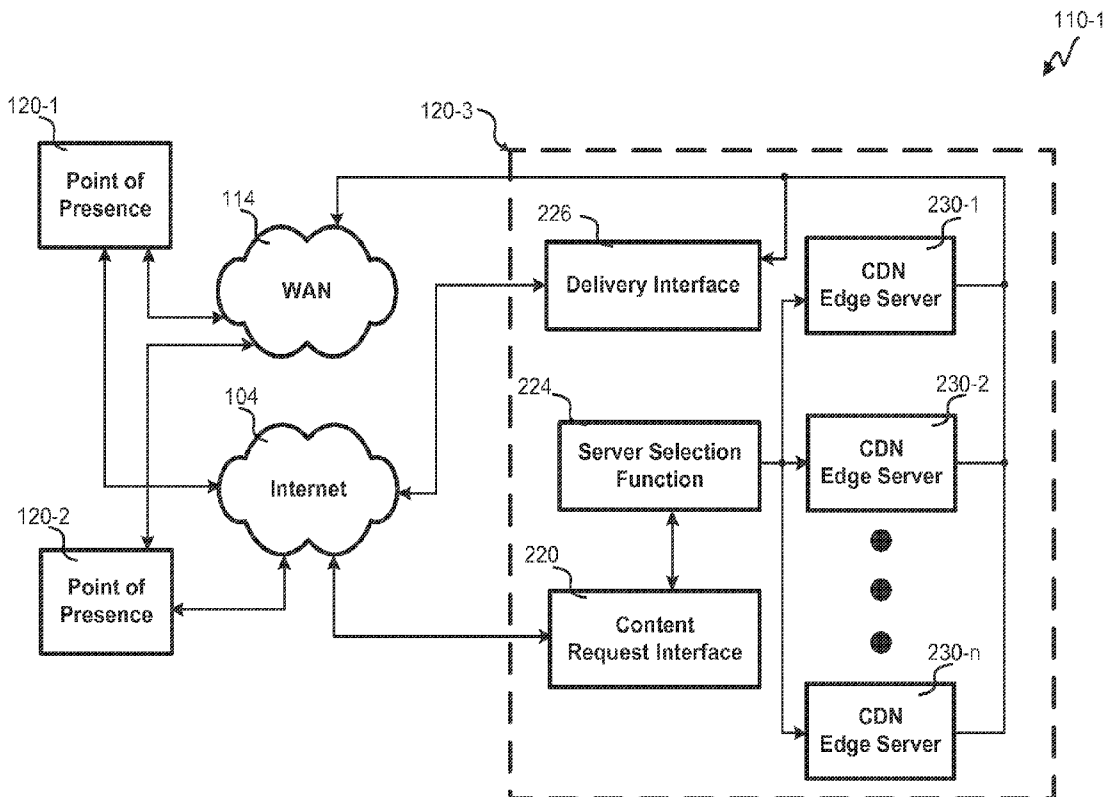 110-1
120-1
Point of
Presence
114
WAN
120-3
226
Delivery Interface
230-1
CDN
Edge Server
104
Internet
224
Server Selection
Function
230-2
CDN
Edge Server
120-2
Point of
Presence
220
Content
Request Interface
230-n
CDN
Edge Server